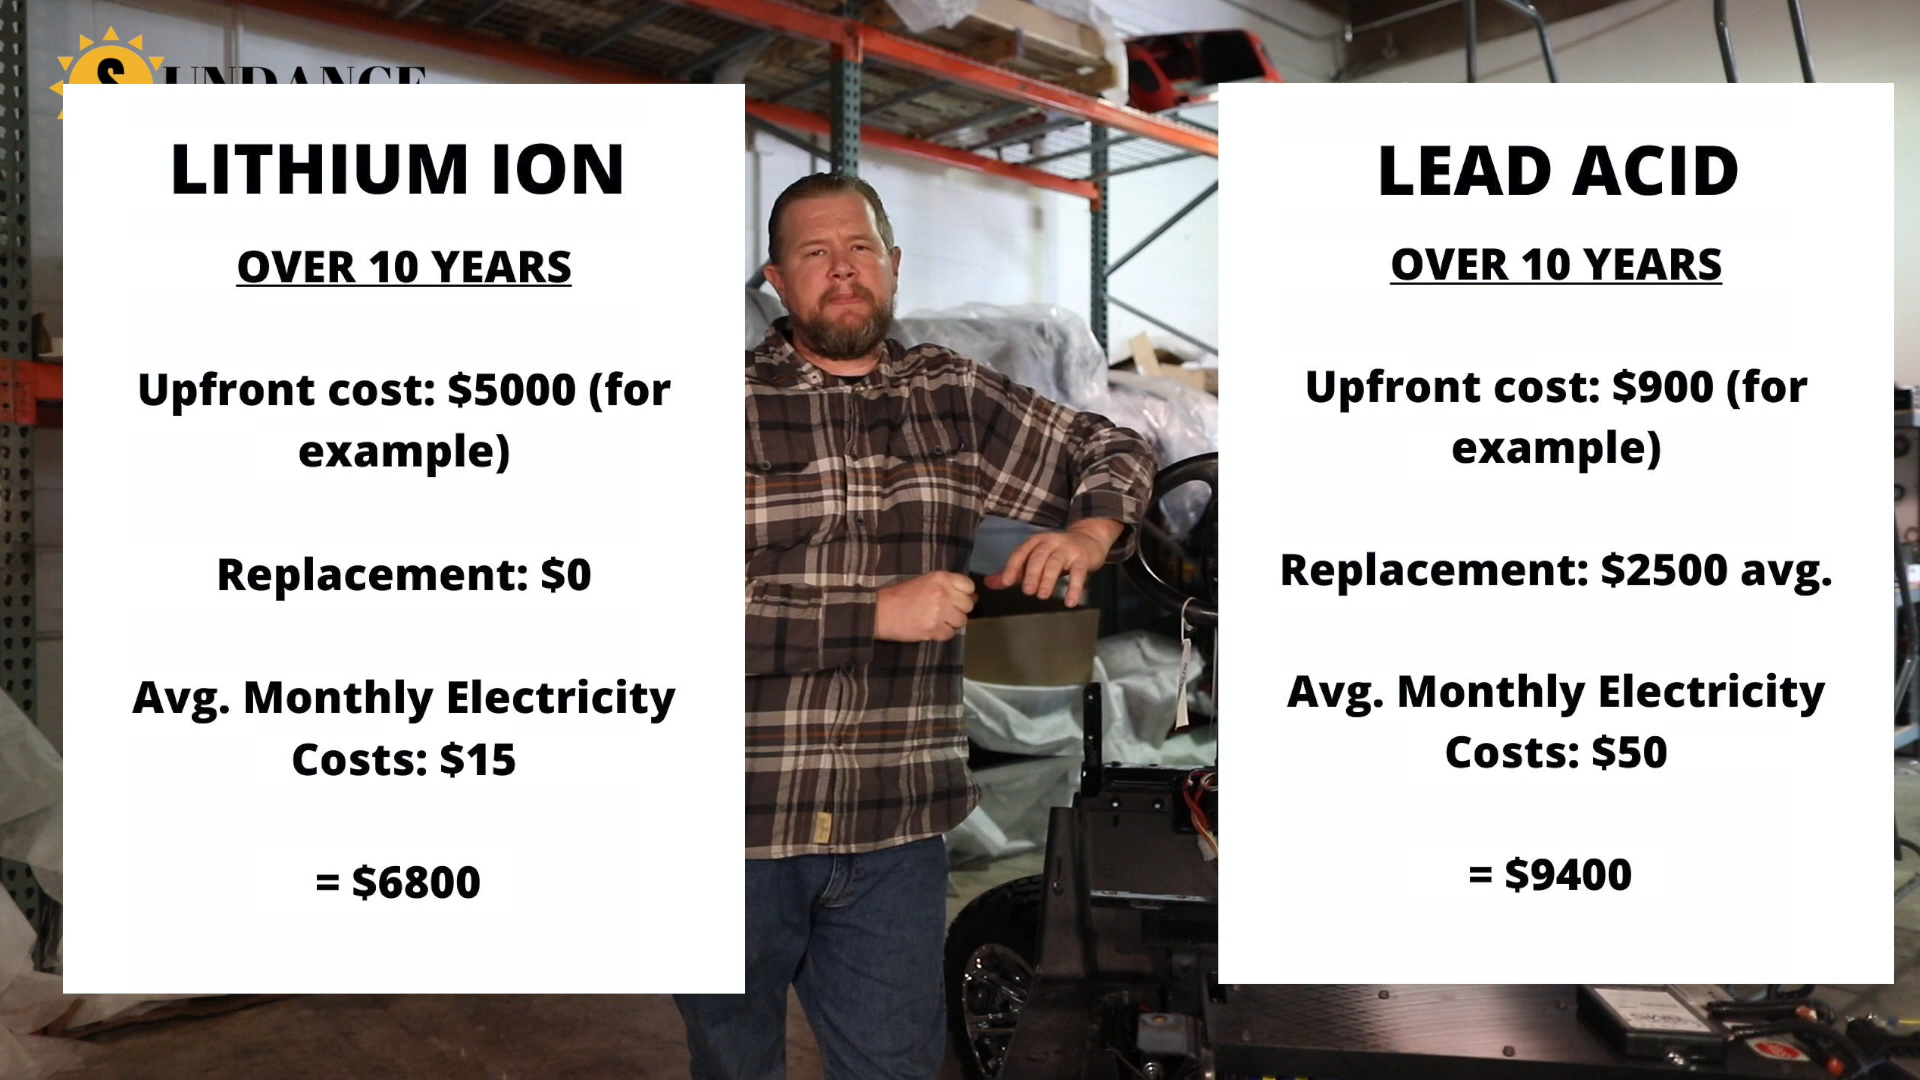 SUNDANCE
LITHIUM ION
OVER 10 YEARS
Upfront cost: $5000 (for
example)
Replacement: $0
Avg. Monthly Electricity
Costs: $15
= $6800
LEAD ACID
OVER 10 YEARS
Upfront cost: $900 (for
example)
Replacement: $2500 avg.
Avg. Monthly Electricity
Costs: $50
= $9400